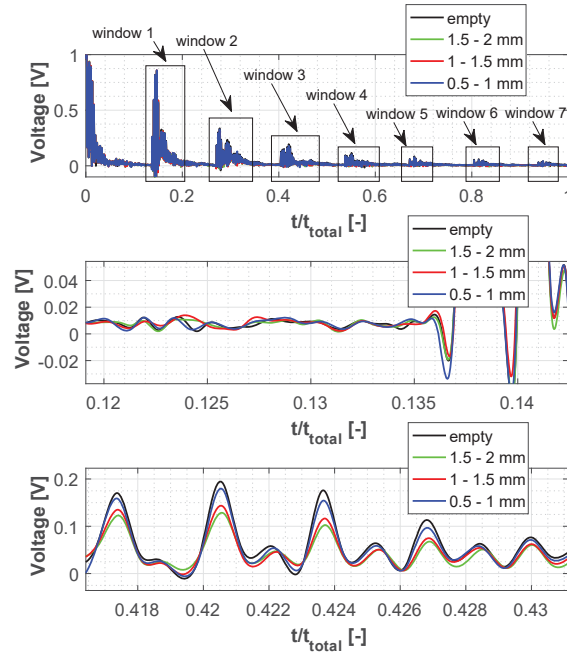 window 1
window 2
window 3
window 4
window 5
window 6
window 7
empty
1.5 - 2 mm
1 - 1.5 mm
0.5 - 1 mm
Voltage [V]
1
0.5
0
0 0.2 0.4 0.6 0.8 1
t/t_total [-]
empty
1.5 - 2 mm
1 - 1.5 mm
0.5 - 1 mm
Voltage [V]
0.04
0.02
0
-0.02
0.12 0.125 0.13 0.135 0.14
t/t_total [-]
empty
1.5 - 2 mm
1 - 1.5 mm
0.5 - 1 mm
Voltage [V]
0.2
0.1
0
0.418 0.42 0.422 0.424 0.426 0.428 0.43
t/t_total [-]